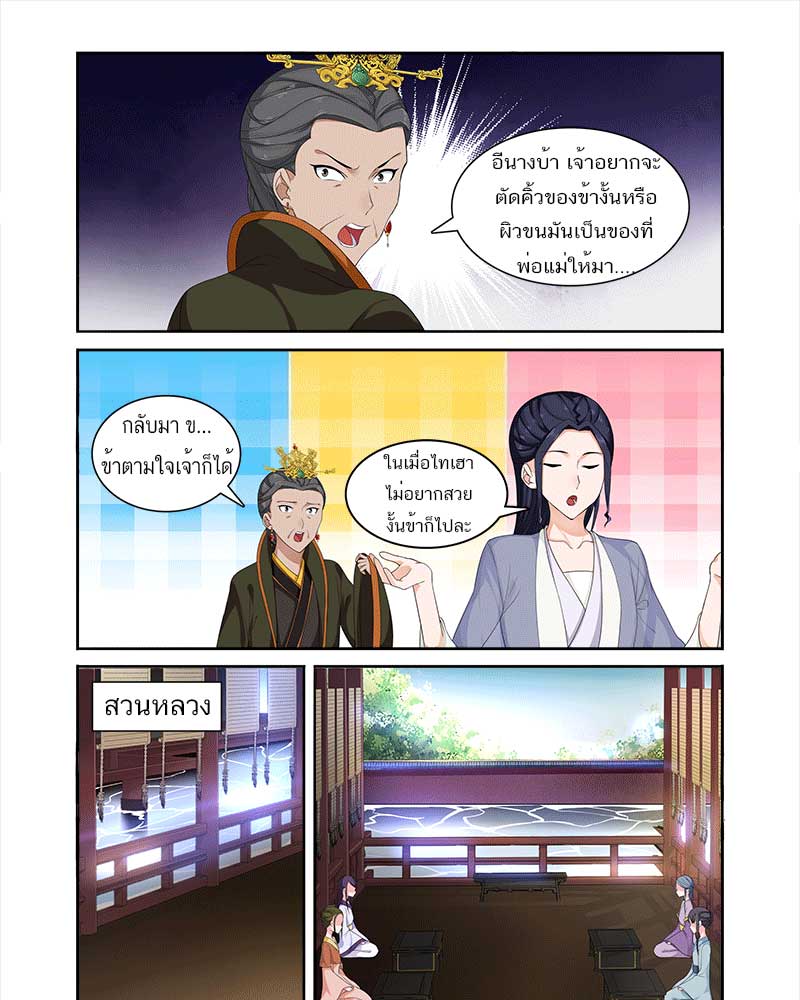 อีนางบ้า เจ้าอยากจะ
ตัดคิ้วของข้างั้นหรือ
ผิวขนมันเป็นของที่
พ่อแม่ให้มา....
กลับมา ข...
ข้าตามใจเจ้าก็ได้
ในเมื่อไทเฮา
ไม่อยากสวย
งั้นข้าก็ไปละ
สวนหลวง